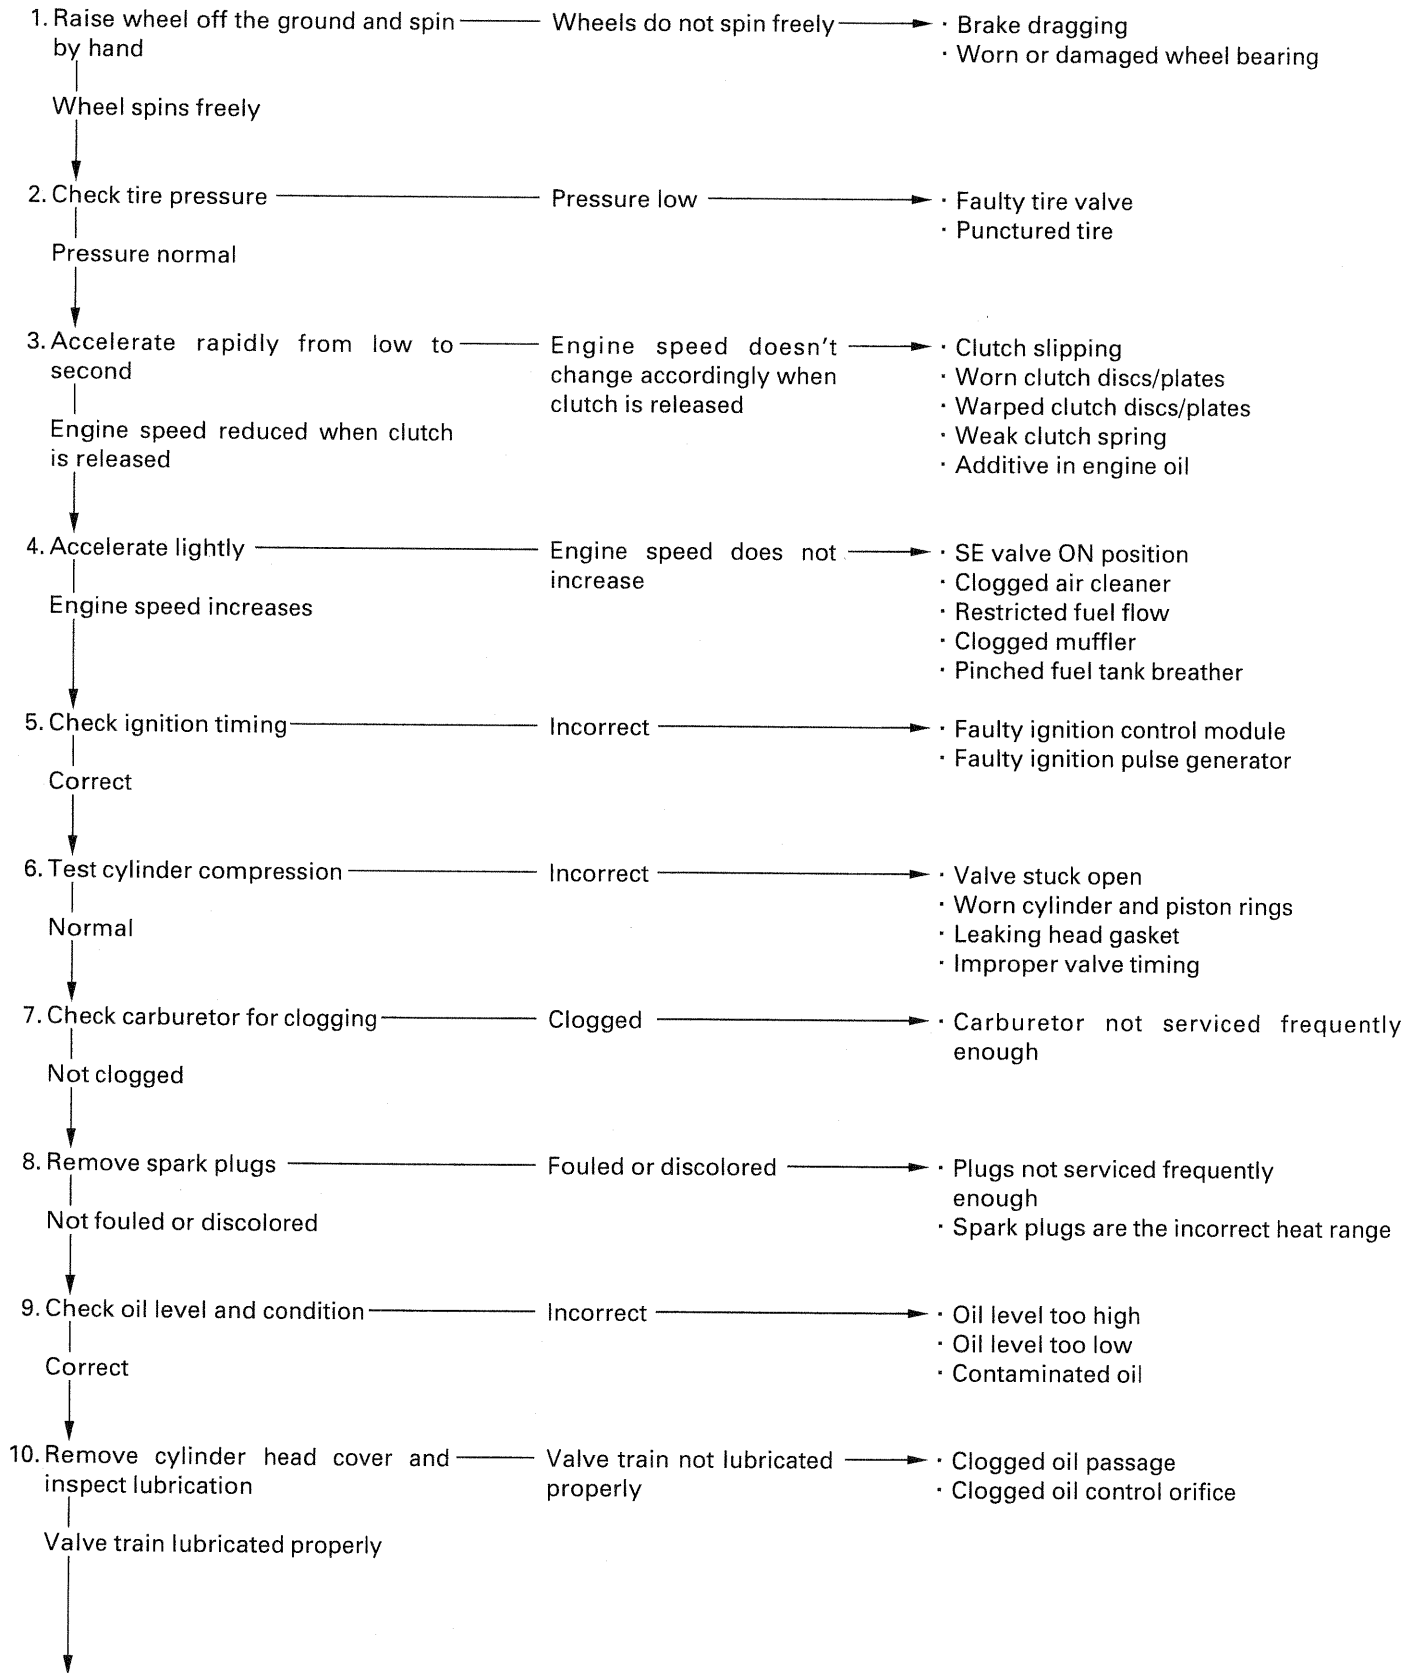 1. Raise wheel off the ground and spin
by hand
Wheels do not spin freely
· Brake dragging
· Worn or damaged wheel bearing
Wheel spins freely
2. Check tire pressure
Pressure low
· Faulty tire valve
· Punctured tire
Pressure normal
3. Accelerate rapidly from low to
second
Engine speed doesn't
change accordingly when
clutch is released
· Clutch slipping
· Worn clutch discs/plates
· Warped clutch discs/plates
· Weak clutch spring
· Additive in engine oil
Engine speed reduced when clutch
is released
4. Accelerate lightly
Engine speed does not
increase
· SE valve ON position
· Clogged air cleaner
· Restricted fuel flow
· Clogged muffler
· Pinched fuel tank breather
Engine speed increases
5. Check ignition timing
Incorrect
· Faulty ignition control module
· Faulty ignition pulse generator
Correct
6. Test cylinder compression
Incorrect
· Valve stuck open
· Worn cylinder and piston rings
· Leaking head gasket
· Improper valve timing
Normal
7. Check carburetor for clogging
Clogged
· Carburetor not serviced frequently
enough
Not clogged
8. Remove spark plugs
Fouled or discolored
· Plugs not serviced frequently
enough
· Spark plugs are the incorrect heat range
Not fouled or discolored
9. Check oil level and condition
Incorrect
· Oil level too high
· Oil level too low
· Contaminated oil
Correct
10. Remove cylinder head cover and
inspect lubrication
Valve train not lubricated
properly
· Clogged oil passage
· Clogged oil control orifice
Valve train lubricated properly